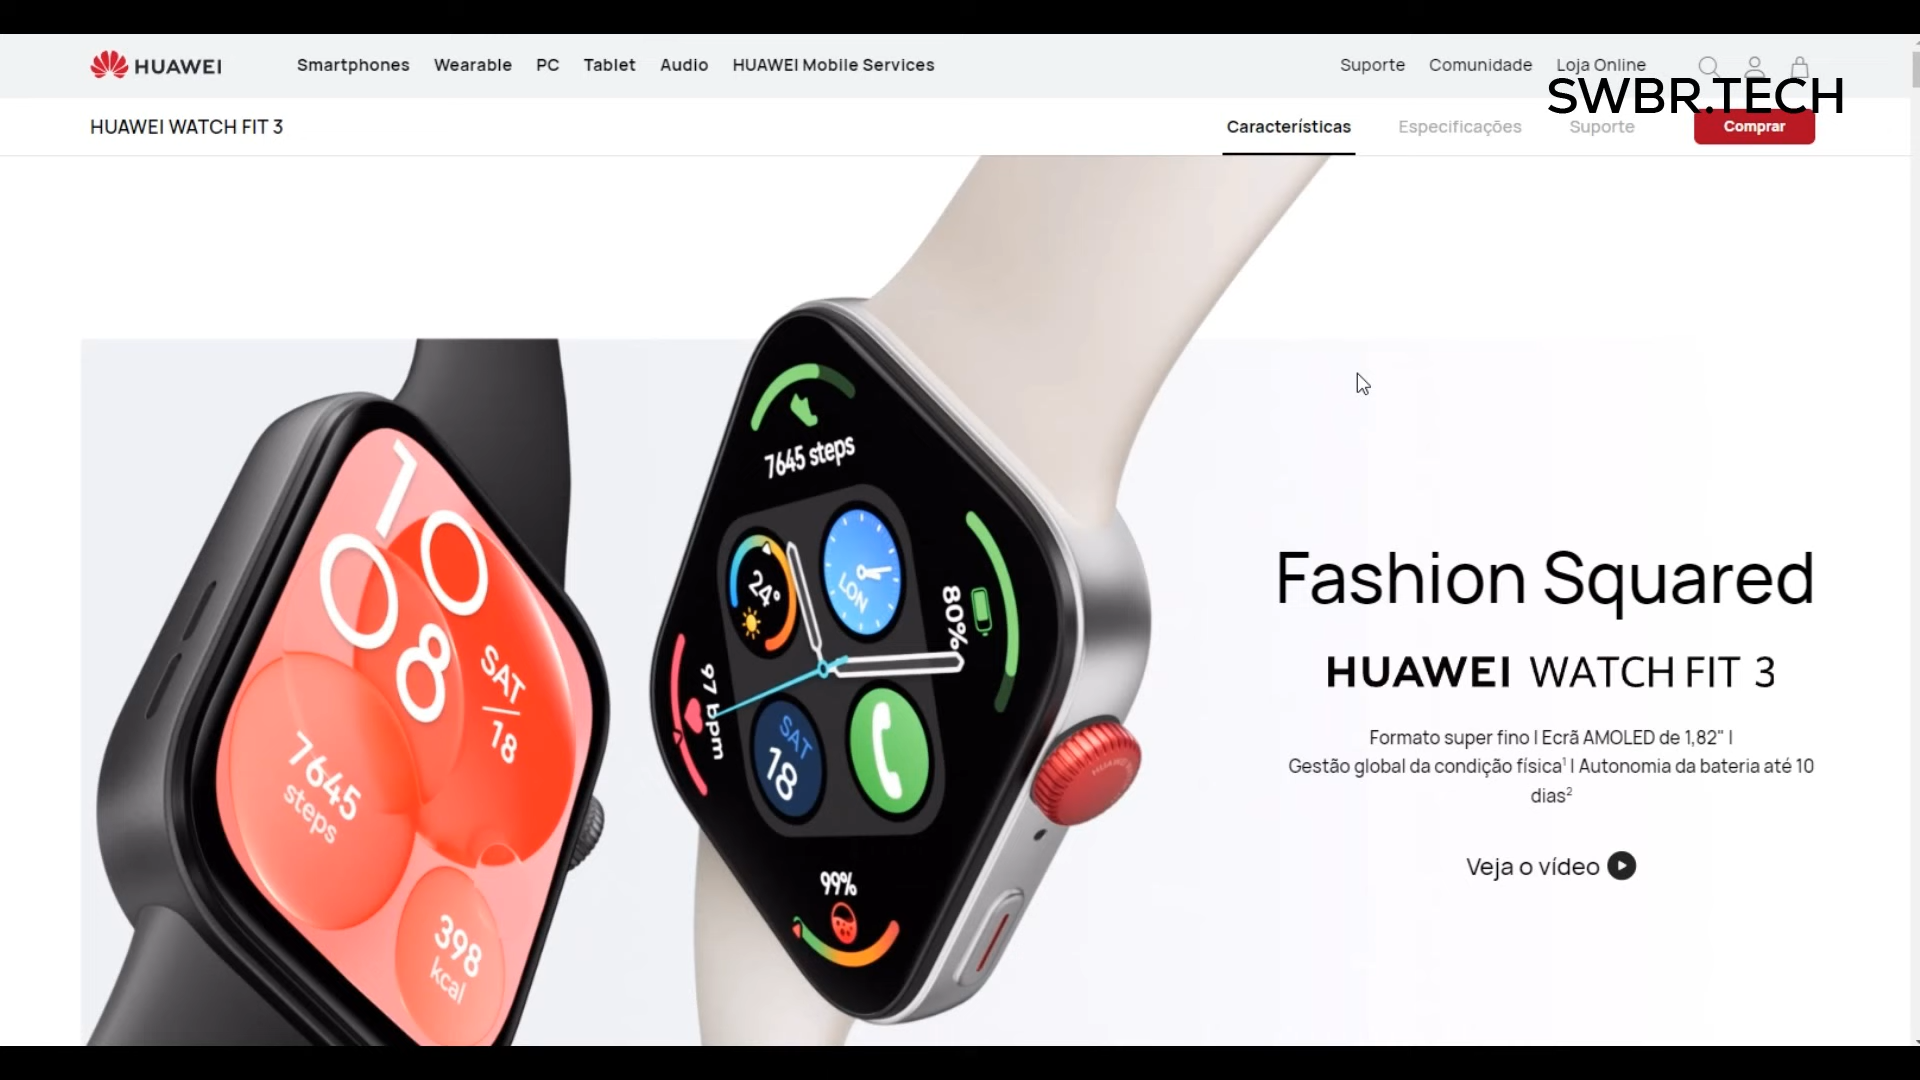 HUAWEI
Smartphones Wearable PC Tablet Audio HUAWEI Mobile Services
Suporte Comunidade Loja Online
SWBR.TECH
HUAWEI WATCH FIT 3
Características Especificações Suporte Comprar
10
08
SAT
18
7645
steps
398
kcal
7645 steps
24°
LON
80%
97 bpm
SAT
18
99%
Fashion Squared
HUAWEI WATCH FIT 3
Formato super fino | Ecrã AMOLED de 1,82" |
Gestão global da condição física¹ | Autonomia da bateria até 10
dias²
Veja o vídeo